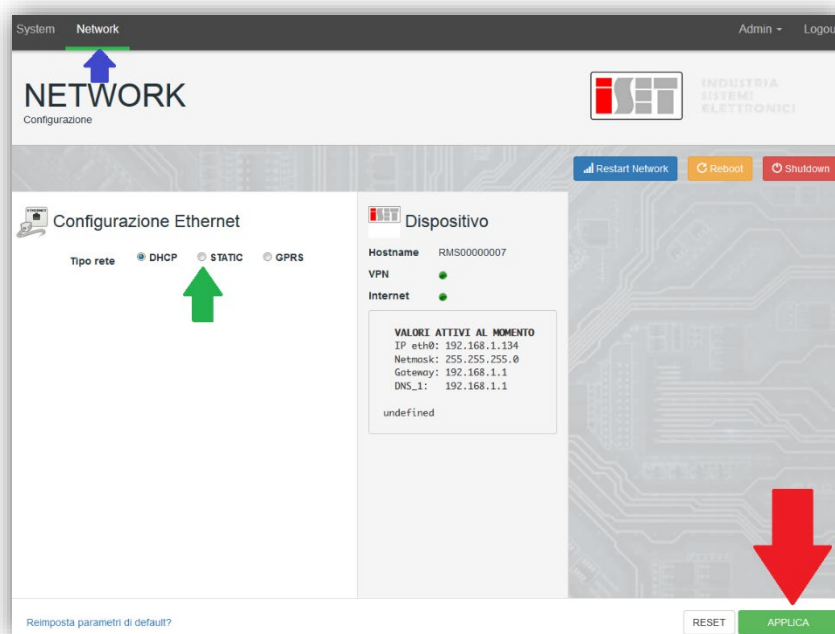 System Network Admin Logou
NETWORK
Configurazione
iSET INDUSTRIA
SISTEMI
ELETTRONICI
Restart Network Reboot Shutdown
Configurazione Ethernet
Tipo rete DHCP STATIC GPRS
iSET Dispositivo
Hostname RMS00000007
VPN
Internet
VALORI ATTIVI AL MOMENTO
IP eth0: 192.168.1.134
Netmask: 255.255.255.0
Gateway: 192.168.1.1
DNS_1: 192.168.1.1
undefined
Reimposta parametri di default? RESET APPLICA